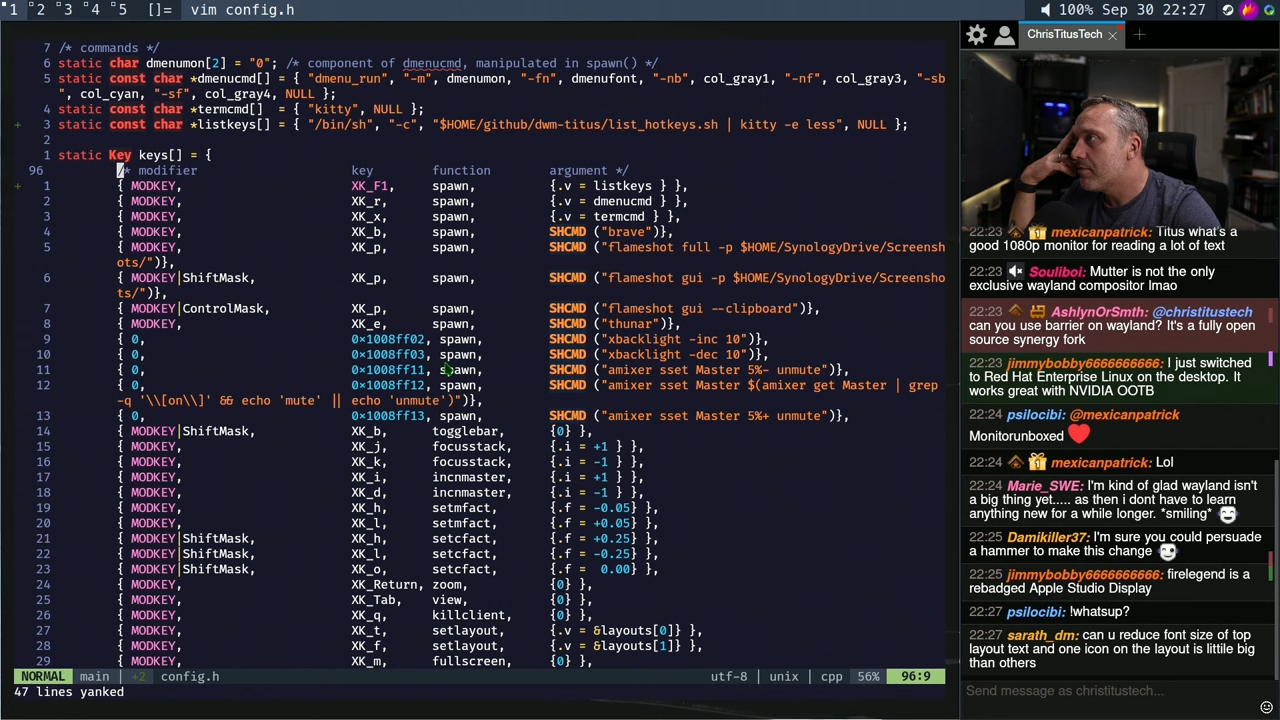 1 2 3 4 5 []= vim config.h
100% Sep 30 22:27
7 /* commands */
6 static char dmenumon[2] = "0"; /* component of dmenucmd, manipulated in spawn() */
5 static const char *dmenucmd[] = { "dmenu_run", "-m", dmenumon, "-fn", dmenufont, "-nb", col_gray1, "-nf", col_gray3, "-sb
", col_cyan, "-sf", col_gray4, NULL };
4 static const char *termcmd[]  = { "kitty", NULL };
+ 3 static const char *listkeys[] = { "/bin/sh", "-c", "$HOME/github/dwm-titus/list_hotkeys.sh | kitty -e less", NULL };
2
1 static Key keys[] = {
96 /* modifier key function argument */
+ 1 { MODKEY, XK_F1, spawn, {.v = listkeys } },
2 { MODKEY, XK_r, spawn, {.v = dmenucmd } },
3 { MODKEY, XK_x, spawn, {.v = termcmd } },
4 { MODKEY, XK_b, spawn, SHCMD ("brave")},
5 { MODKEY, XK_p, spawn, SHCMD ("flameshot full -p $HOME/SynologyDrive/Screensh
ots/")},
6 { MODKEY|ShiftMask, XK_p, spawn, SHCMD ("flameshot gui -p $HOME/SynologyDrive/Screensho
ts/")},
7 { MODKEY|ControlMask, XK_p, spawn, SHCMD ("flameshot gui --clipboard")},
8 { MODKEY, XK_e, spawn, SHCMD ("thunar")},
9 { 0, 0×1008ff02, spawn, SHCMD ("xbacklight -inc 10")},
10 { 0, 0×1008ff03, spawn, SHCMD ("xbacklight -dec 10")},
11 { 0, 0×1008ff11, spawn, SHCMD ("amixer sset Master 5%- unmute")},
12 { 0, 0×1008ff12, spawn, SHCMD ("amixer sset Master $(amixer get Master | grep
-q '\\[on\\]' && echo 'mute' || echo 'unmute')")},
13 { 0, 0×1008ff13, spawn, SHCMD ("amixer sset Master 5%+ unmute")},
14 { MODKEY|ShiftMask, XK_b, togglebar, {0} },
15 { MODKEY, XK_j, focusstack, {.i = +1 } },
16 { MODKEY, XK_k, focusstack, {.i = -1 } },
17 { MODKEY, XK_i, incnmaster, {.i = +1 } },
18 { MODKEY, XK_d, incnmaster, {.i = -1 } },
19 { MODKEY, XK_h, setmfact, {.f = -0.05} },
20 { MODKEY, XK_l, setmfact, {.f = +0.05} },
21 { MODKEY|ShiftMask, XK_h, setcfact, {.f = +0.25} },
22 { MODKEY|ShiftMask, XK_l, setcfact, {.f = -0.25} },
23 { MODKEY|ShiftMask, XK_o, setcfact, {.f =  0.00} },
24 { MODKEY, XK_Return, zoom, {0} },
25 { MODKEY, XK_Tab, view, {0} },
26 { MODKEY, XK_q, killclient, {0} },
27 { MODKEY, XK_t, setlayout, {.v = &layouts[0]} },
28 { MODKEY, XK_f, setlayout, {.v = &layouts[1]} },
29 { MODKEY, XK_m, fullscreen, {0} },
NORMAL main +2 config.h utf-8 | unix | cpp 56% 96:9
47 lines yanked
ChrisTitusTech
22:23 mexicanpatrick: Titus what's a
good 1080p monitor for reading a lot of text
22:23 Souliboi: Mutter is not the only
exclusive wayland compositor lmao
22:23 AshlynOrSmth: @christitustech
can you use barrier on wayland? It's a fully open
source synergy fork
22:23 jimmybobby6666666666: I just switched
to Red Hat Enterprise Linux on the desktop. It
works great with NVIDIA OOTB
22:24 psilocibi: @mexicanpatrick
Monitorunboxed
22:24 mexicanpatrick: Lol
22:24 Marie_SWE: I'm kind of glad wayland isn't
a big thing yet..... as then i dont have to learn
anything new for a while longer. *smiling*
22:25 Damikiller37: I'm sure you could persuade
a hammer to make this change
22:25 jimmybobby6666666666: firelegend is a
rebadged Apple Studio Display
22:27 psilocibi: !whatsup?
22:27 sarath_dm: can u reduce font size of top
layout text and one icon on the layout is little big
than others
Send message as christitustech...